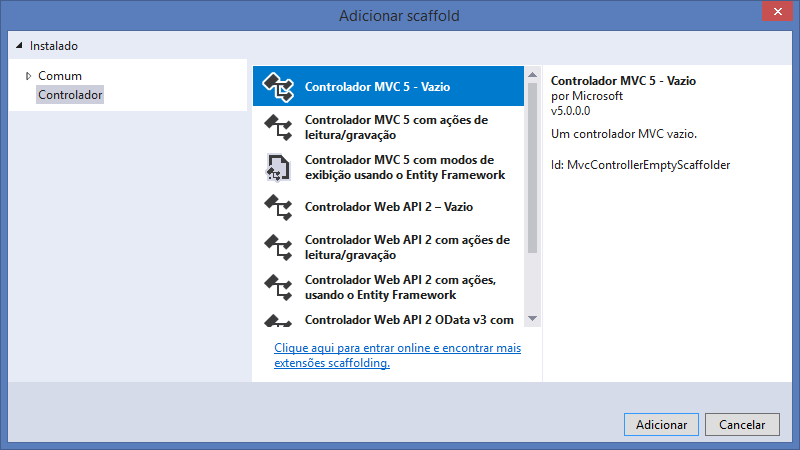 Adicionar scaffold
Instalado
Comum
Controlador
Controlador MVC 5 - Vazio
Controlador MVC 5 com ações de
leitura/gravação
Controlador MVC 5 com modos de
exibição usando o Entity Framework
Controlador Web API 2 – Vazio
Controlador Web API 2 com ações de
leitura/gravação
Controlador Web API 2 com ações,
usando o Entity Framework
Controlador Web API 2 OData v3 com
Clique aqui para entrar online e encontrar mais
extensões scaffolding.
Controlador MVC 5 - Vazio
por Microsoft
v5.0.0.0
Um controlador MVC vazio.
Id: MvcControllerEmptyScaffolder
Adicionar
Cancelar